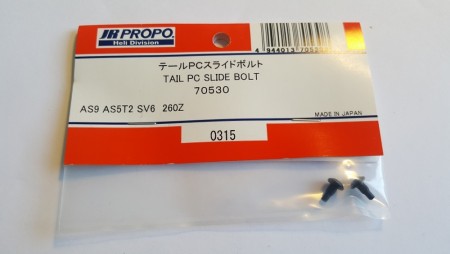 JR PROPO
Heli Division
テールPCスライドボルト
TAIL PC SLIDE BOLT
70530
AS9 AS5T2 SV6 260Z
MADE IN JAPAN
0315